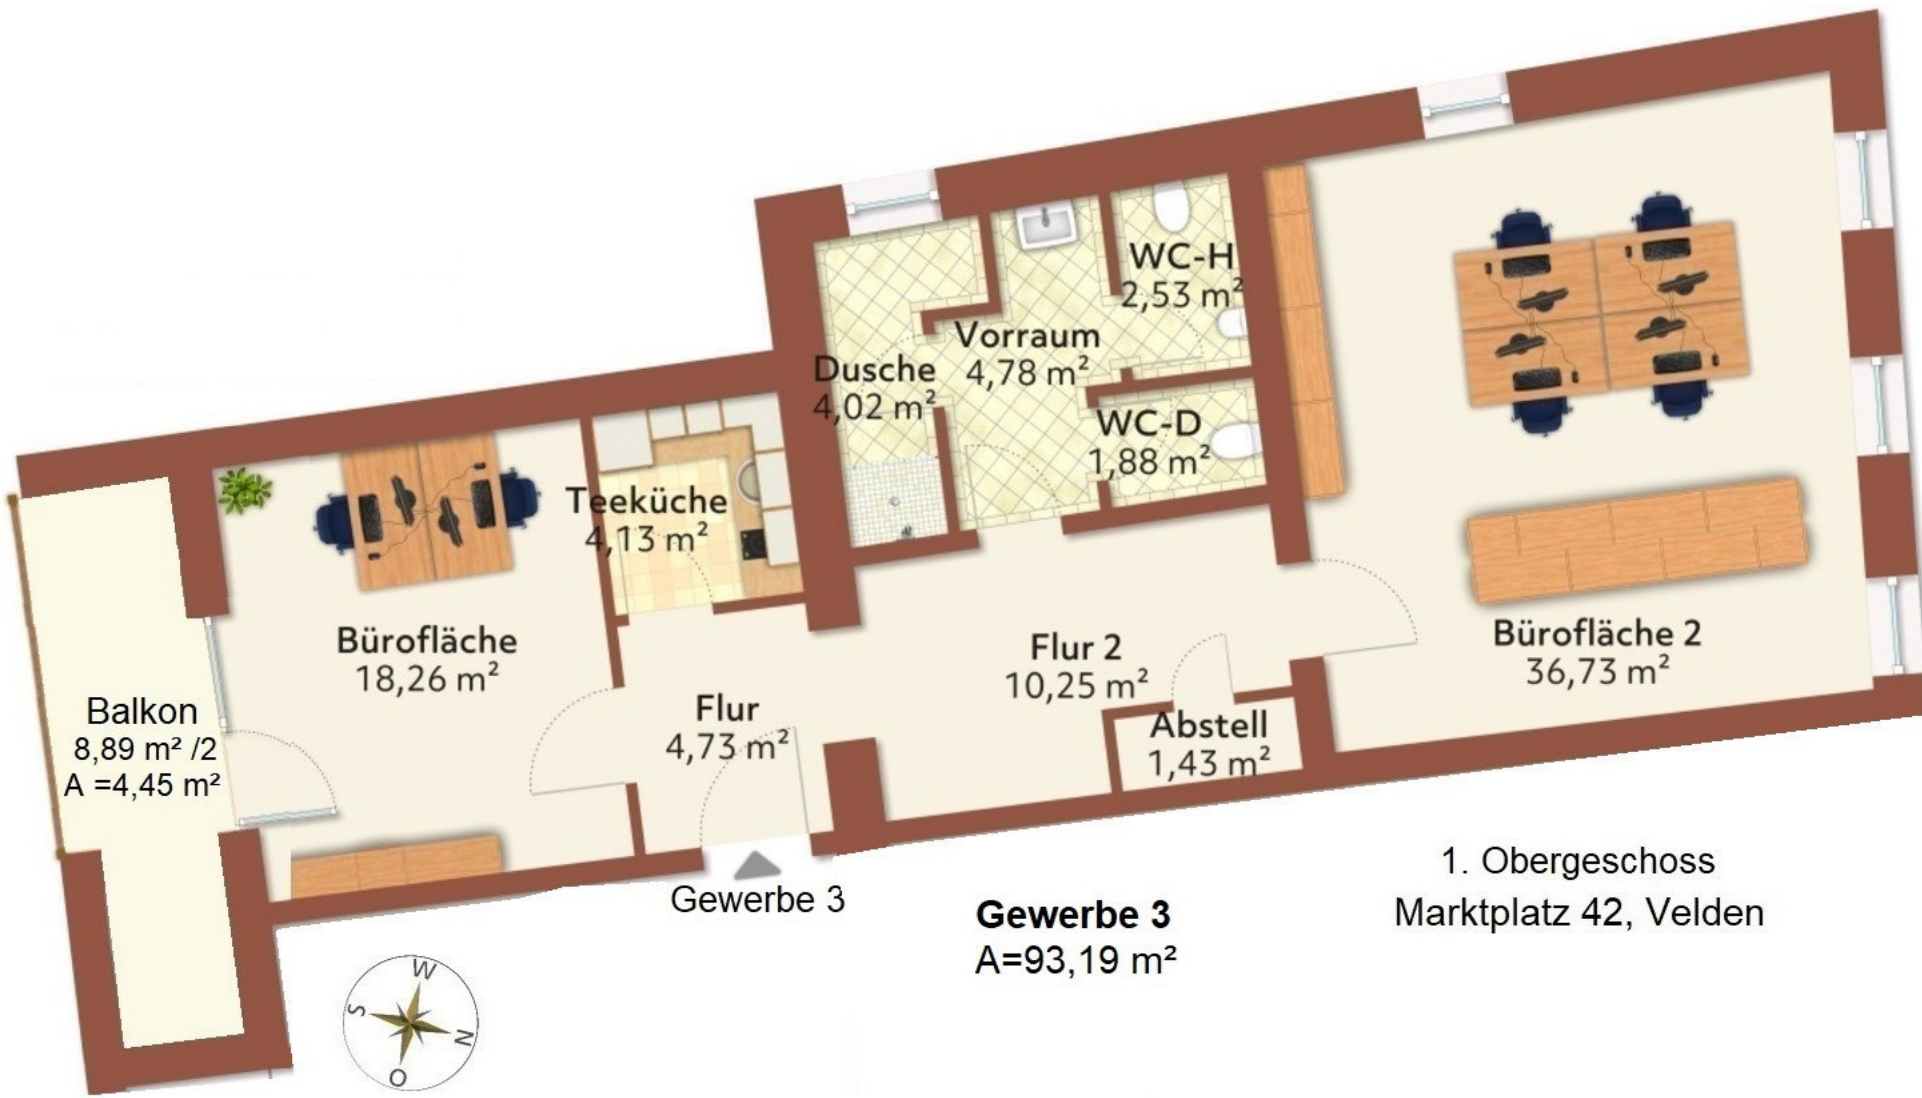 WC-H
2,53 m²
Vorraum
4,78 m²
Dusche
4,02 m²
WC-D
1,88 m²
Teeküche
4,13 m²
Bürofläche
18,26 m²
Bürofläche 2
36,73 m²
Flur 2
10,25 m²
Flur
4,73 m²
Abstell
1,43 m²
Balkon
8,89 m² /2
A =4,45 m²
Gewerbe 3
Gewerbe 3
A=93,19 m²
1. Obergeschoss
Marktplatz 42, Velden
W
S
N
O